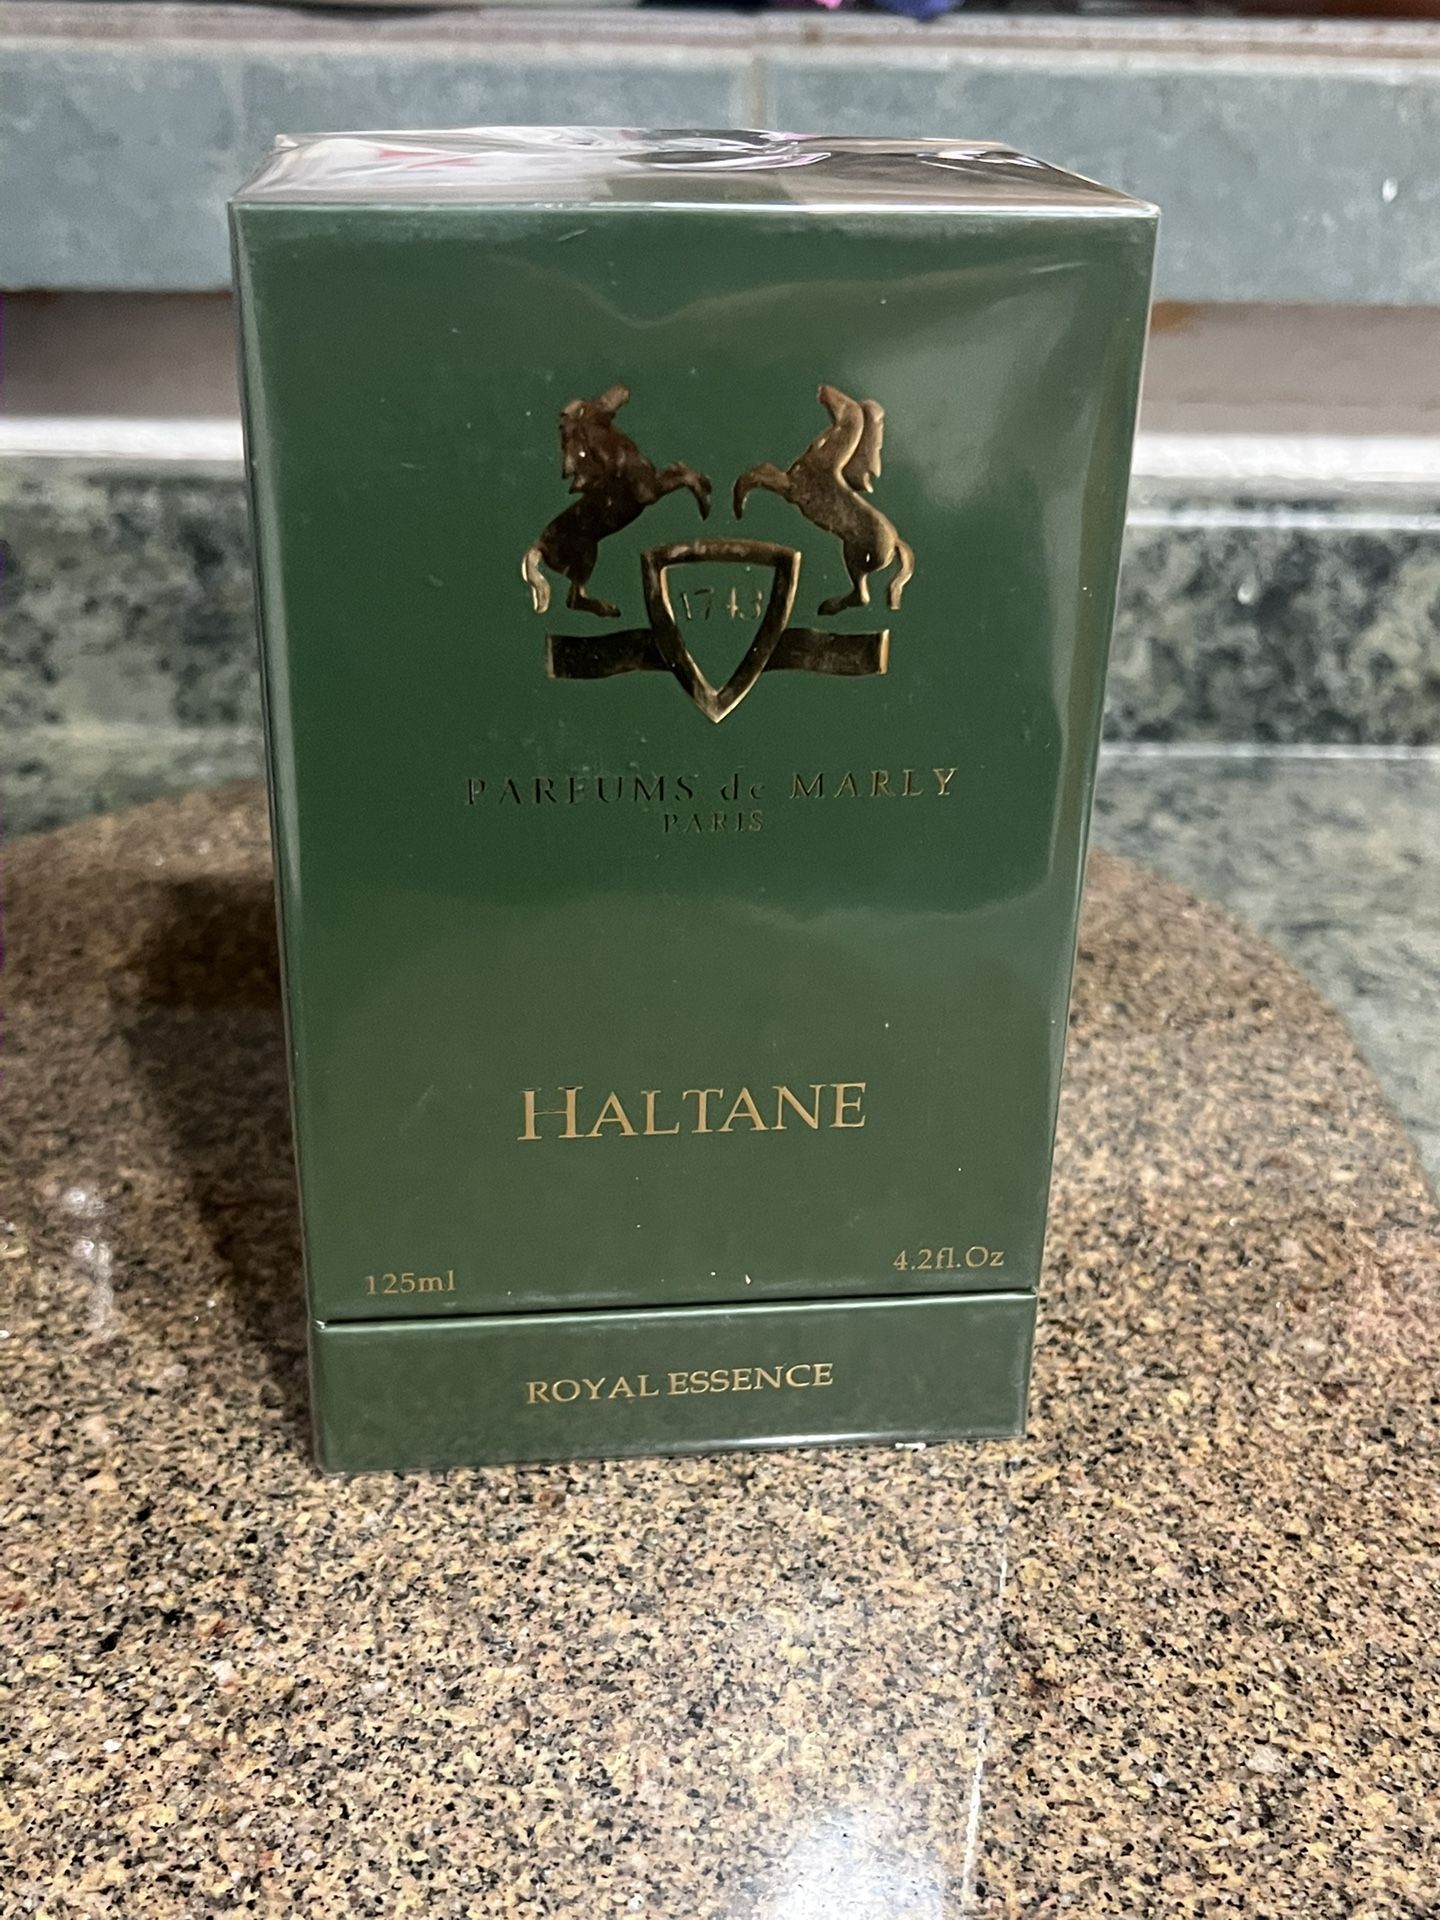 1743
PARFUMS de MARLY
PARIS
HALTANE
125ml
4.2fl.Oz
ROYAL ESSENCE